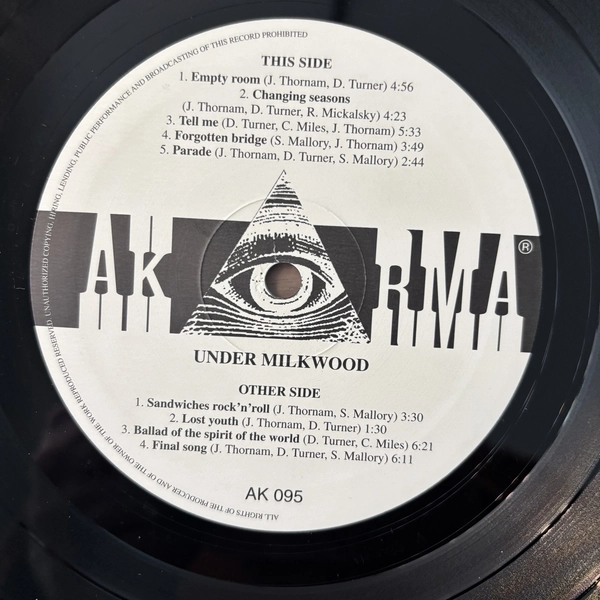 UNAUTHORIZED COPYING, HIRING, LENDING, PUBLIC PERFORMANCE AND BROADCASTING OF THIS RECORD PROHIBITED
THIS SIDE
1. Empty room (J. Thornam, D. Turner) 4:56
2. Changing seasons
(J. Thornam, D. Turner, R. Mickalsky) 4:23
3. Tell me (D. Turner, C. Miles, J. Thornam) 5:33
4. Forgotten bridge (S. Mallory, J. Thornam) 3:49
5. Parade (J. Thornam, D. Turner, S. Mallory) 2:44
AKARMA®
UNDER MILKWOOD
OTHER SIDE
1. Sandwiches rock'n'roll (J. Thornam, S. Mallory) 3:30
2. Lost youth (J. Thornam, D. Turner) 1:30
3. Ballad of the spirit of the world (D. Turner, C. Miles) 6:21
4. Final song (J. Thornam, D. Turner, S. Mallory) 6:11
AK 095
ALL RIGHTS OF THE PRODUCER AND OF THE OWNER OF THE WORK REPRODUCED RESERVED.